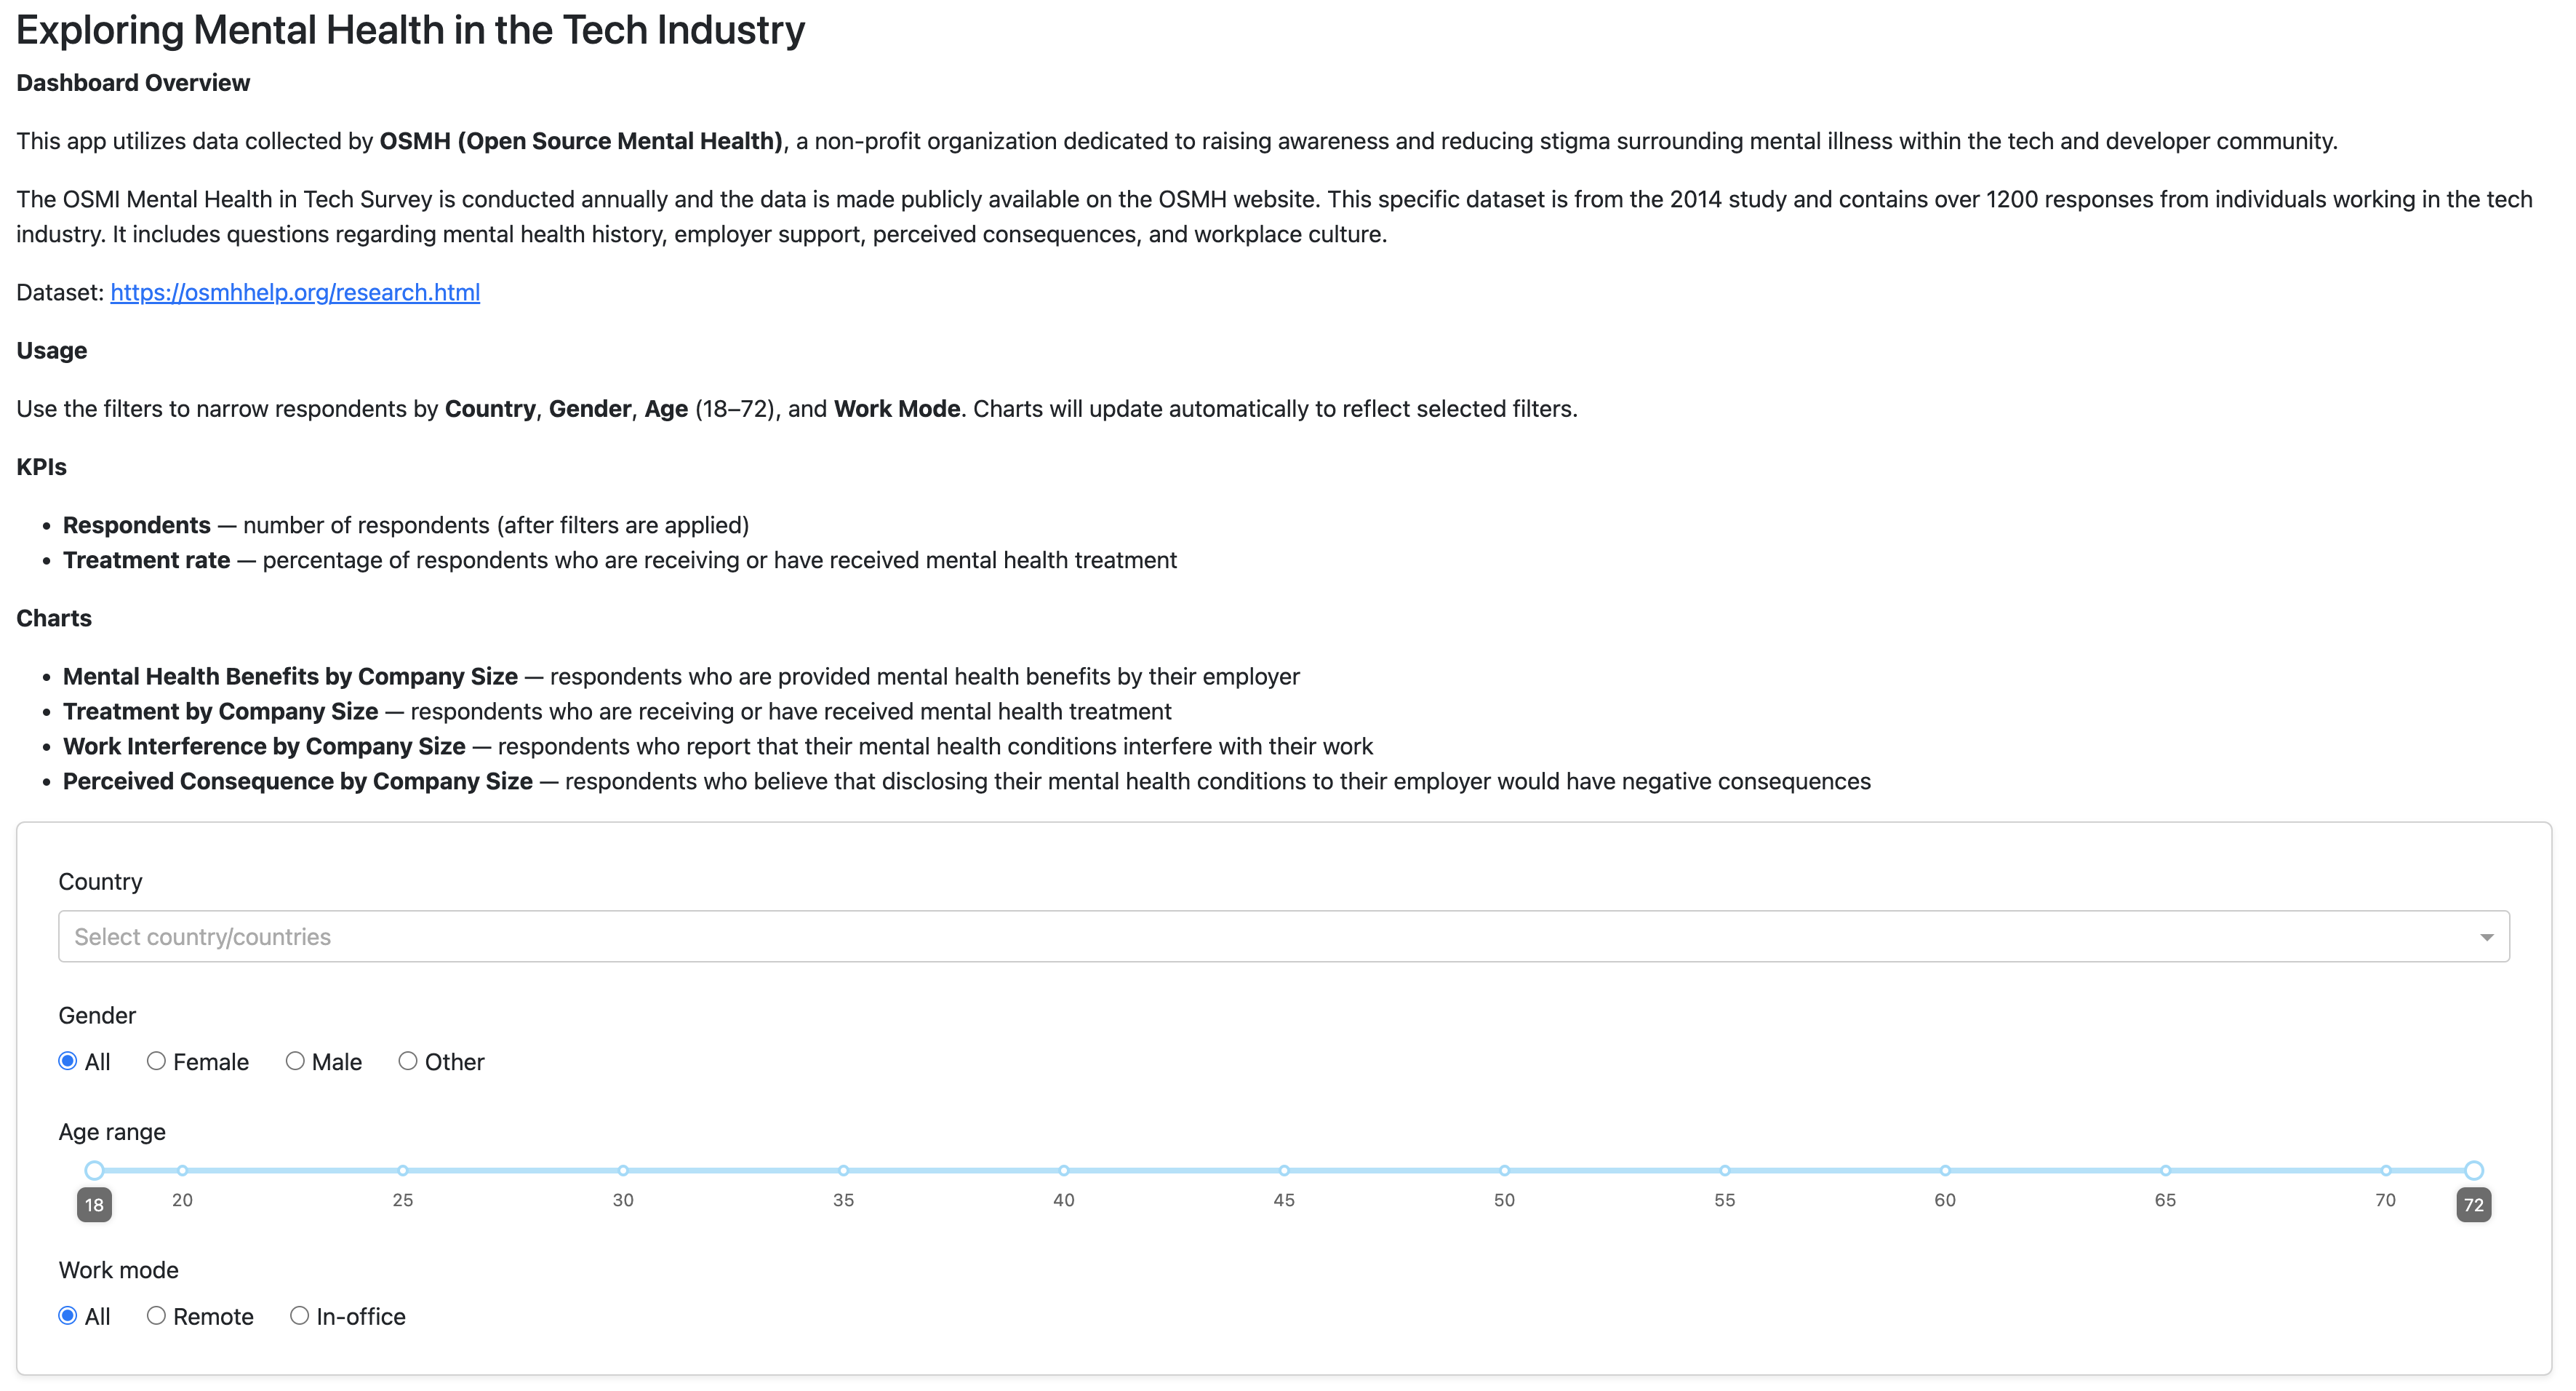 Exploring Mental Health in the Tech Industry
Dashboard Overview
This app utilizes data collected by OSMH (Open Source Mental Health), a non-profit organization dedicated to raising awareness and reducing stigma surrounding mental illness within the tech and developer community.
The OSMI Mental Health in Tech Survey is conducted annually and the data is made publicly available on the OSMH website. This specific dataset is from the 2014 study and contains over 1200 responses from individuals working in the tech
industry. It includes questions regarding mental health history, employer support, perceived consequences, and workplace culture.
Dataset: https://osmhhelp.org/research.html
Usage
Use the filters to narrow respondents by Country, Gender, Age (18–72), and Work Mode. Charts will update automatically to reflect selected filters.
KPIs
• Respondents — number of respondents (after filters are applied)
• Treatment rate — percentage of respondents who are receiving or have received mental health treatment
Charts
• Mental Health Benefits by Company Size — respondents who are provided mental health benefits by their employer
• Treatment by Company Size — respondents who are receiving or have received mental health treatment
• Work Interference by Company Size — respondents who report that their mental health conditions interfere with their work
• Perceived Consequence by Company Size — respondents who believe that disclosing their mental health conditions to their employer would have negative consequences
Country
Select country/countries
Gender
All Female Male Other
Age range
18 20 25 30 35 40 45 50 55 60 65 70 72
Work mode
All Remote In-office